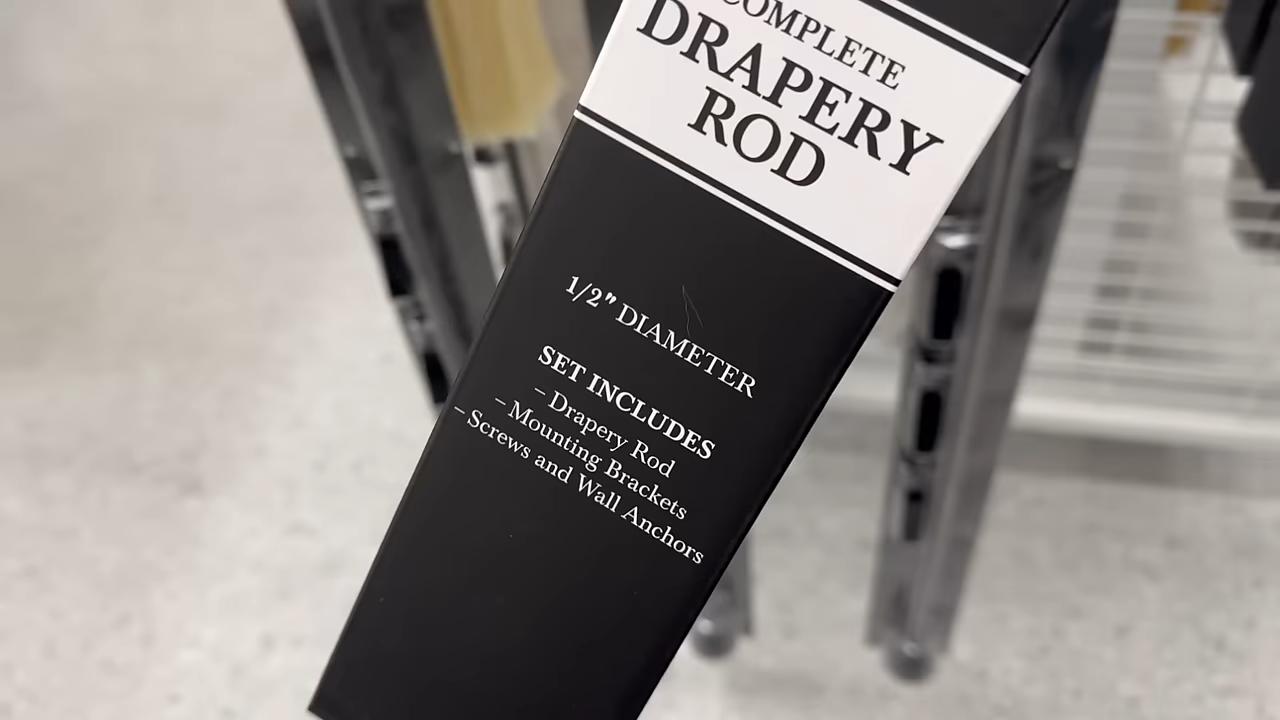 COMPLETE
DRAPERY
ROD
1/2" DIAMETER
SET INCLUDES
– Drapery Rod
– Mounting Brackets
– Screws and Wall Anchors